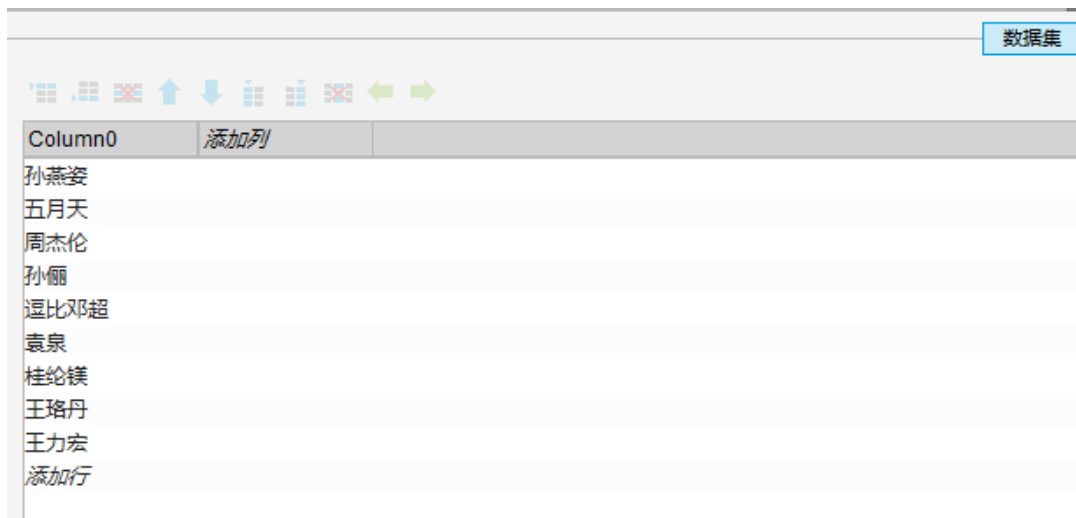 数据集
Column0 添加列
孙燕姿
五月天
周杰伦
孙俪
逗比邓超
袁泉
桂纶镁
王珞丹
王力宏
添加行